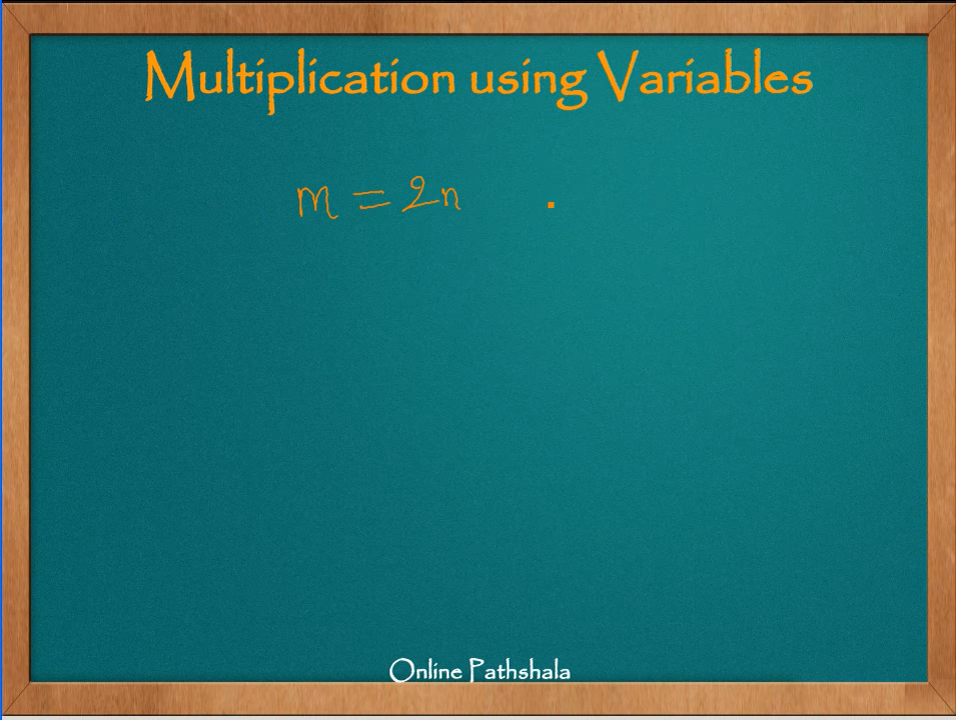 Multiplication using Variables
m = 2n .
Online Pathshala